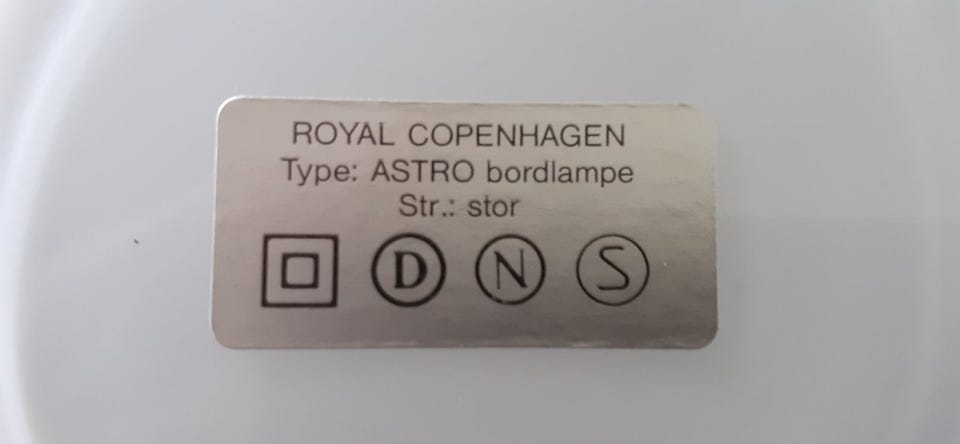 ROYAL COPENHAGEN
Type: ASTRO bordlampe
Str.: stor
D N S